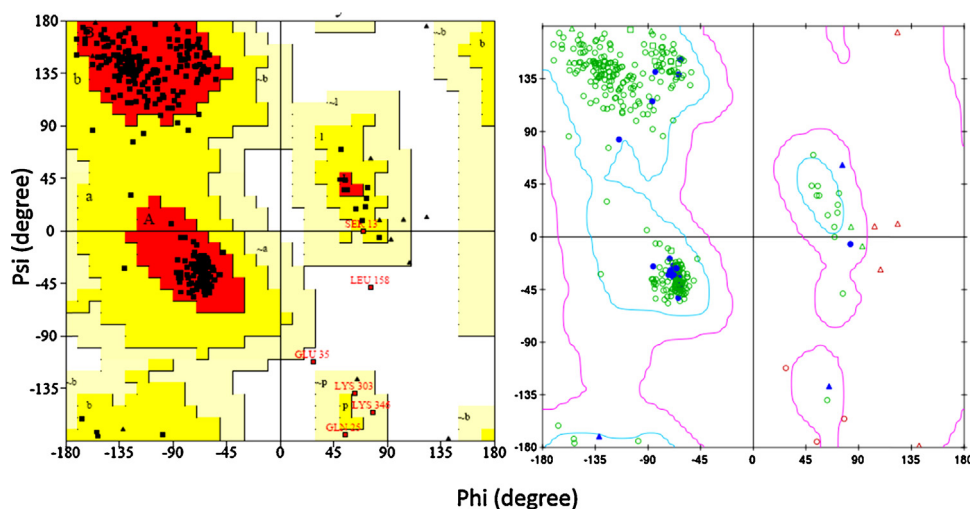 180
135
90
45
0
-45
-90
-135
-180
-180 -135 -90 -45 0 45 90 135 180
B
b
~b
~b
b
~b
b
~l
l
a
A
SER 13
~a
LEU 158
GLU 35
~b
b
LYS 303
~p
p
LYS 346
~b
GLN 25
Psi (degree)
135
90
45
0
-45
-90
-135
-180
-180 -135 -90 -45 0 45 90 135 180
Phi (degree)